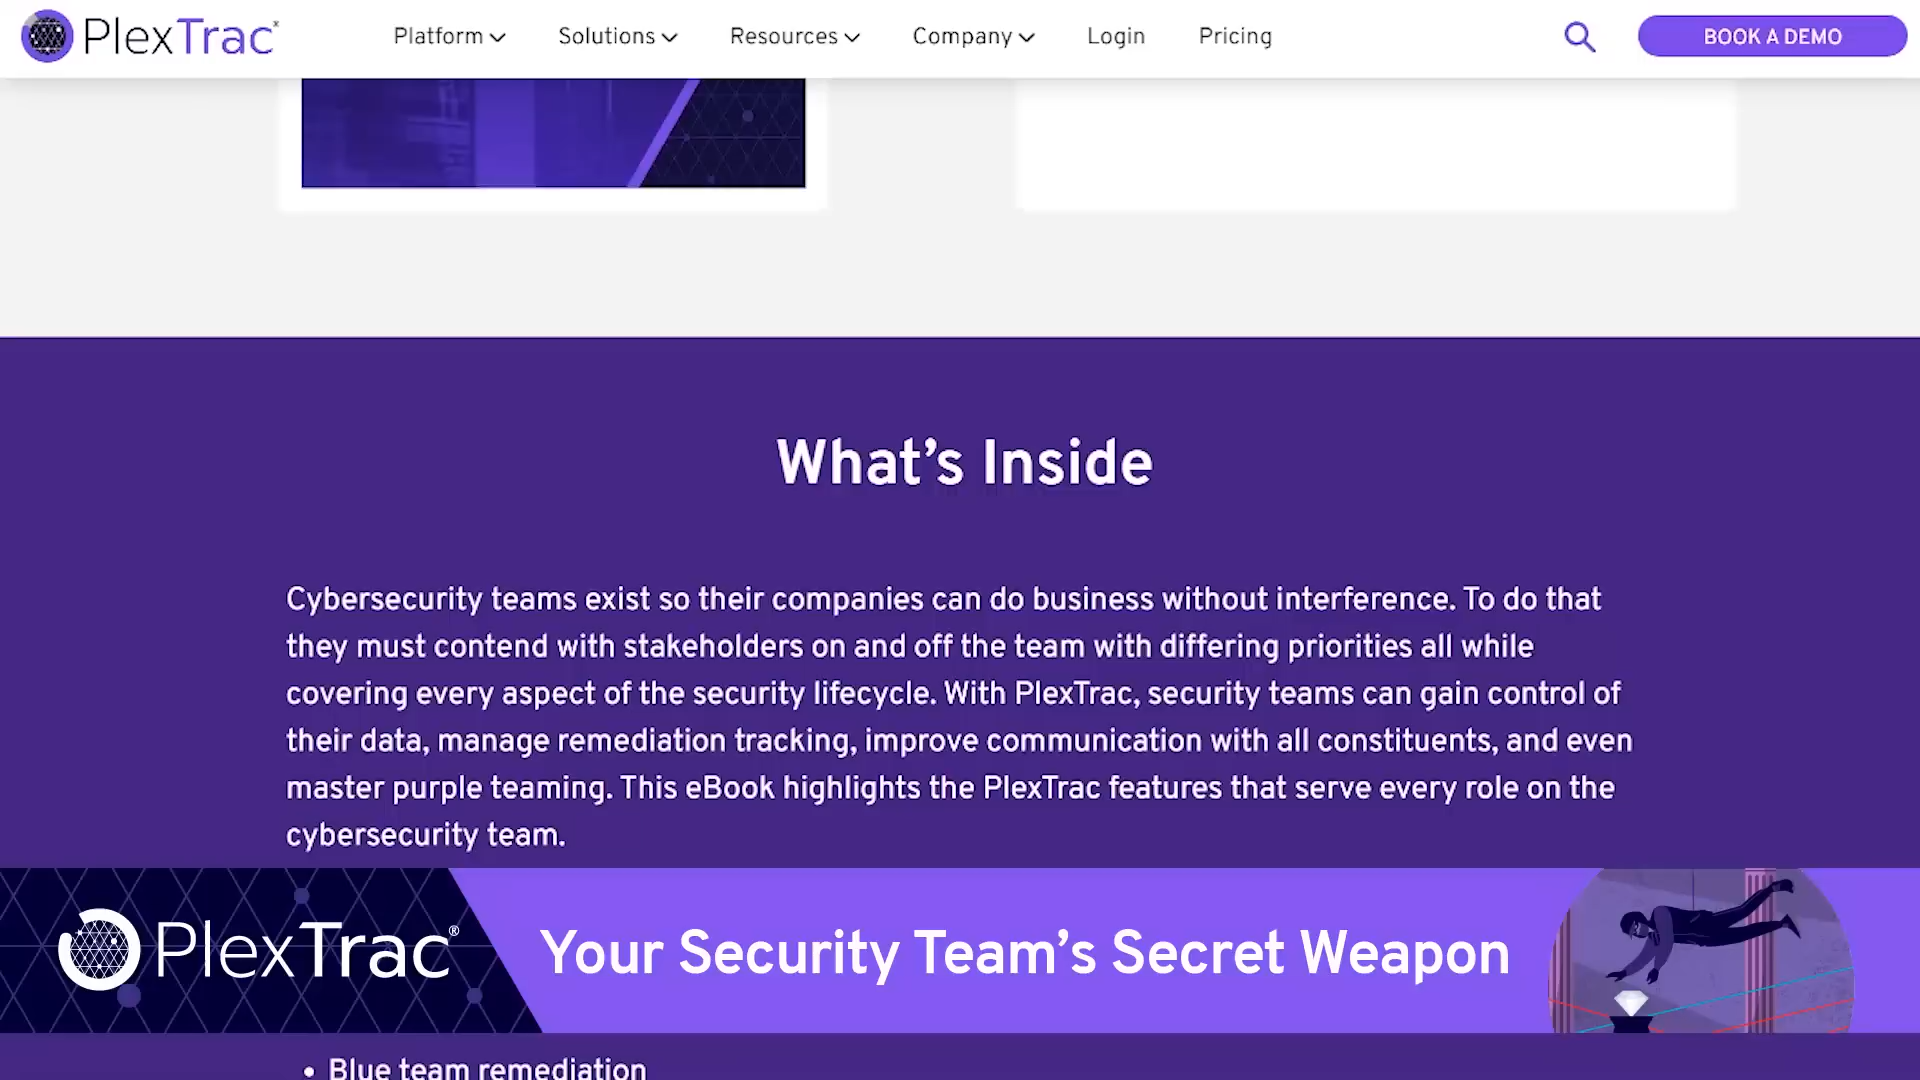 PlexTrac
Platform
Solutions
Resources
Company
Login
Pricing
BOOK A DEMO
What’s Inside
Cybersecurity teams exist so their companies can do business without interference. To do that
they must contend with stakeholders on and off the team with differing priorities all while
covering every aspect of the security lifecycle. With PlexTrac, security teams can gain control of
their data, manage remediation tracking, improve communication with all constituents, and even
master purple teaming. This eBook highlights the PlexTrac features that serve every role on the
cybersecurity team.
PlexTrac®
Your Security Team’s Secret Weapon
• Blue team remediation